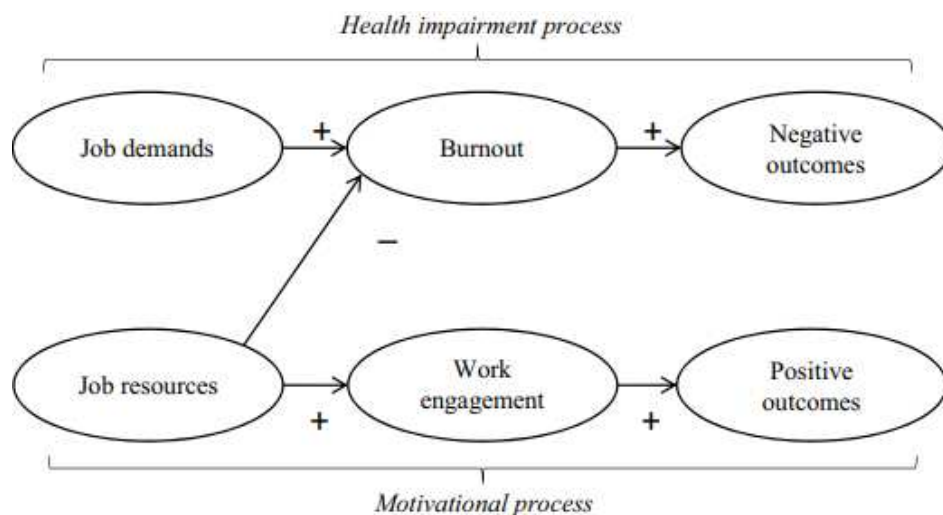 Health impairment process
+
+
Job demands
Burnout
Negative
outcomes
–
Job resources
Work
engagement
Positive
outcomes
+
+
Motivational process